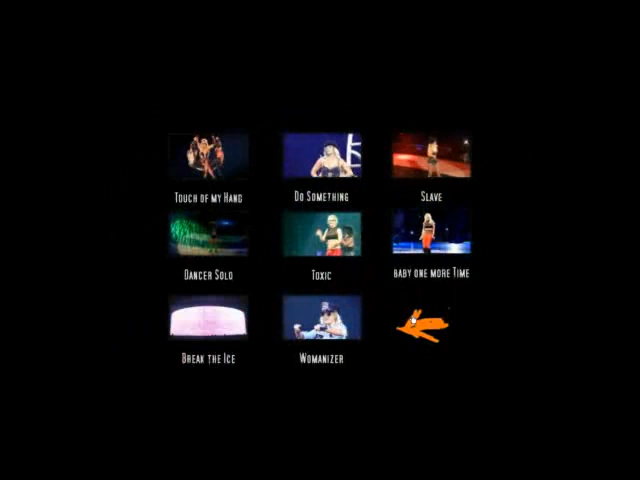 Touch of my Hand
Do Something
Slave
Dancer Solo
Toxic
baby one more Time
Break the Ice
Womanizer